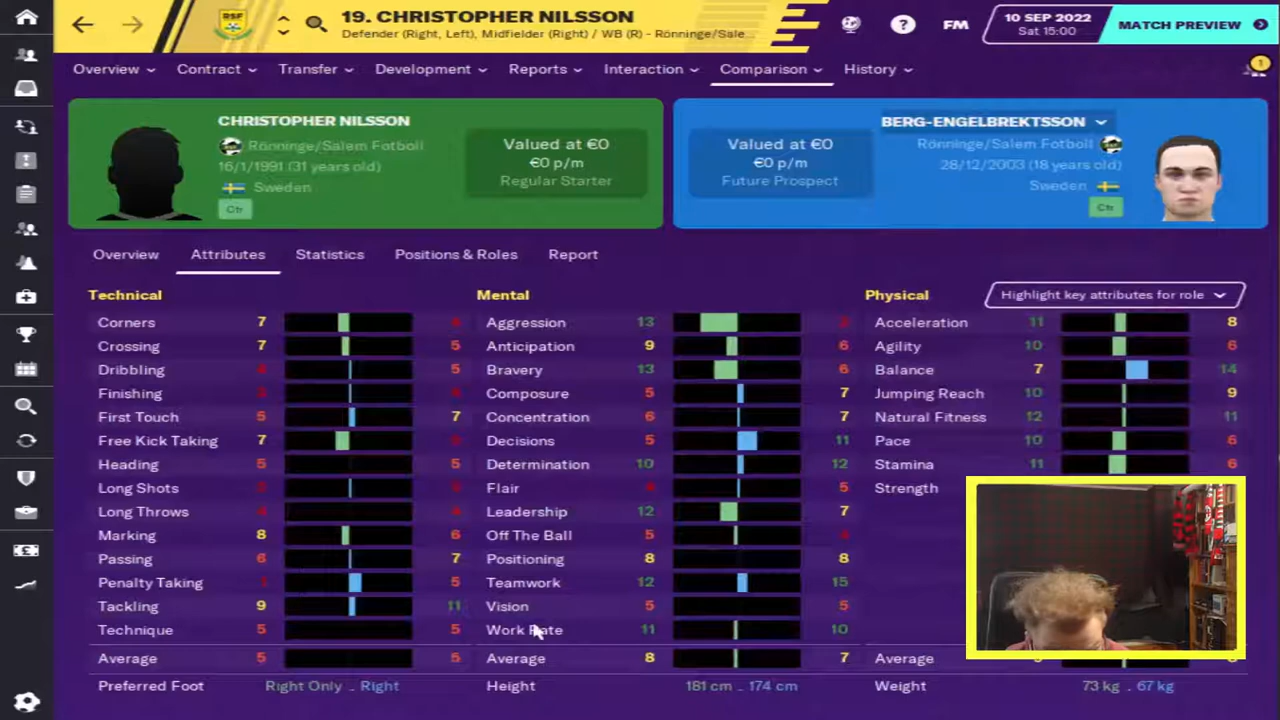 19. CHRISTOPHER NILSSON
Defender (Right, Left), Midfielder (Right) / WB (R) - Rönninge/Sale...
FM
10 SEP 2022
Sat 15:00
MATCH PREVIEW
Overview
Contract
Transfer
Development
Reports
Interaction
Comparison
History
1
CHRISTOPHER NILSSON
Rönninge/Salem Fotboll
16/1/1991 (31 years old)
Sweden
Ctr
Valued at €0
€0 p/m
Regular Starter
Valued at €0
€0 p/m
Future Prospect
BERG-ENGELBREKTSSON
Rönninge/Salem Fotboll
28/12/2003 (18 years old)
Sweden
Ctr
Overview
Attributes
Statistics
Positions & Roles
Report
Technical
Corners 7
Crossing 7 5
Dribbling 5
Finishing
First Touch 5 7
Free Kick Taking 7
Heading 5 5
Long Shots
Long Throws
Marking 8 6
Passing 6 7
Penalty Taking 5
Tackling 9 11
Technique 5 5
Average 5 5
Preferred Foot Right Only - Right
Mental
Aggression 13
Anticipation 9 6
Bravery 13 6
Composure 5 7
Concentration 6 7
Decisions 5 11
Determination 10 12
Flair 5
Leadership 12 7
Off The Ball 5
Positioning 8 8
Teamwork 12 15
Vision 5 5
Work Rate 11 10
Average 8 7
Height 181 cm - 174 cm
Physical
Highlight key attributes for role
Acceleration 11 8
Agility 10 6
Balance 7 14
Jumping Reach 10 9
Natural Fitness 12 11
Pace 10 6
Stamina 11 6
Strength
Average
Weight 73 kg - 67 kg